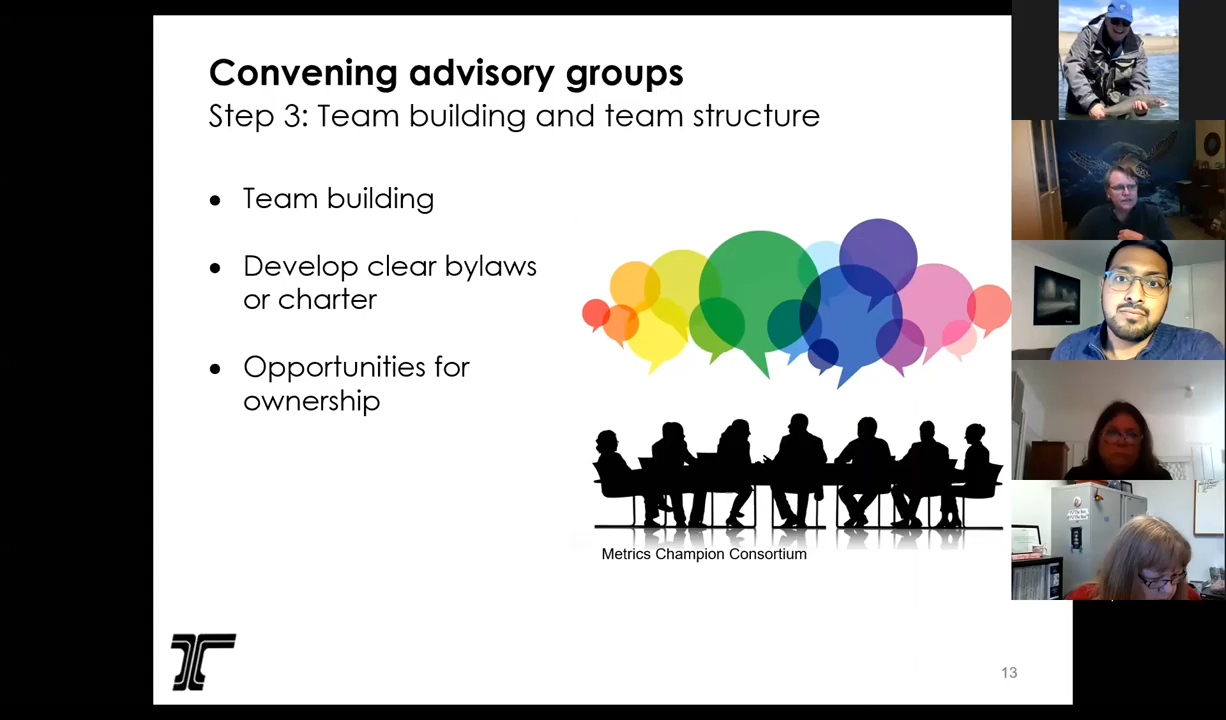 Convening advisory groups
Step 3: Team building and team structure
• Team building
• Develop clear bylaws
or charter
• Opportunities for
ownership
Metrics Champion Consortium
13